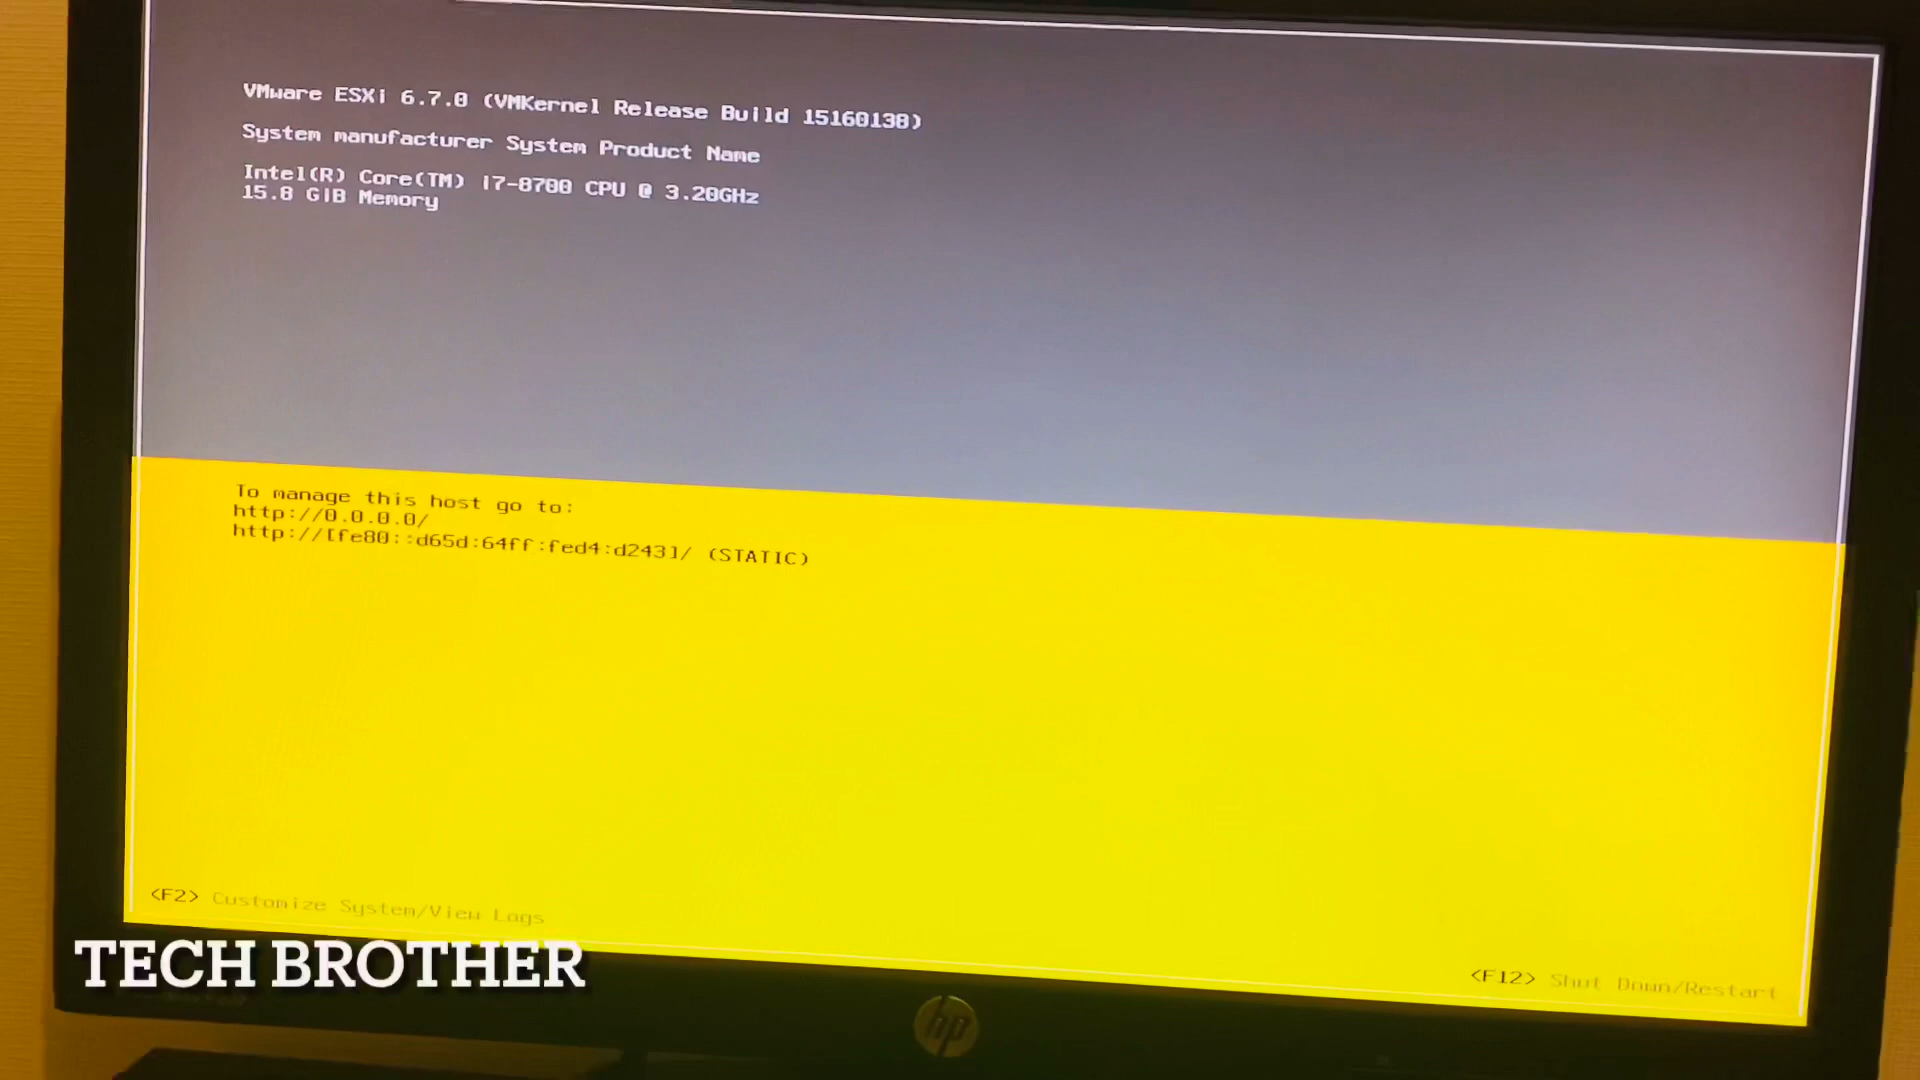 VMware ESXi 6.7.0 (VMKernel Release Build 15160138)
System manufacturer System Product Name
Intel(R) Core(TM) i7-8700 CPU @ 3.20GHz
15.8 GiB Memory
To manage this host go to:
http://0.0.0.0/
http://[fe80::d65d:64ff:fed4:d243]/ (STATIC)
<F2> Customize System/View Logs
<F12> Shut Down/Restart
TECH BROTHER
hp